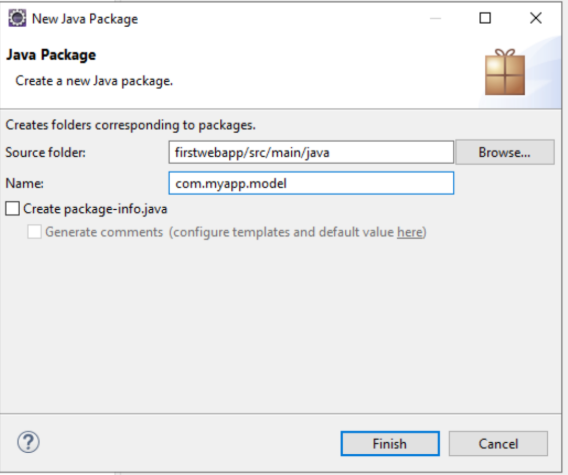 New Java Package
Java Package
Create a new Java package.
Creates folders corresponding to packages.
Source folder: firstwebapp/src/main/java Browse...
Name: com.myapp.model
Create package-info.java
Generate comments (configure templates and default value here)
? Finish Cancel